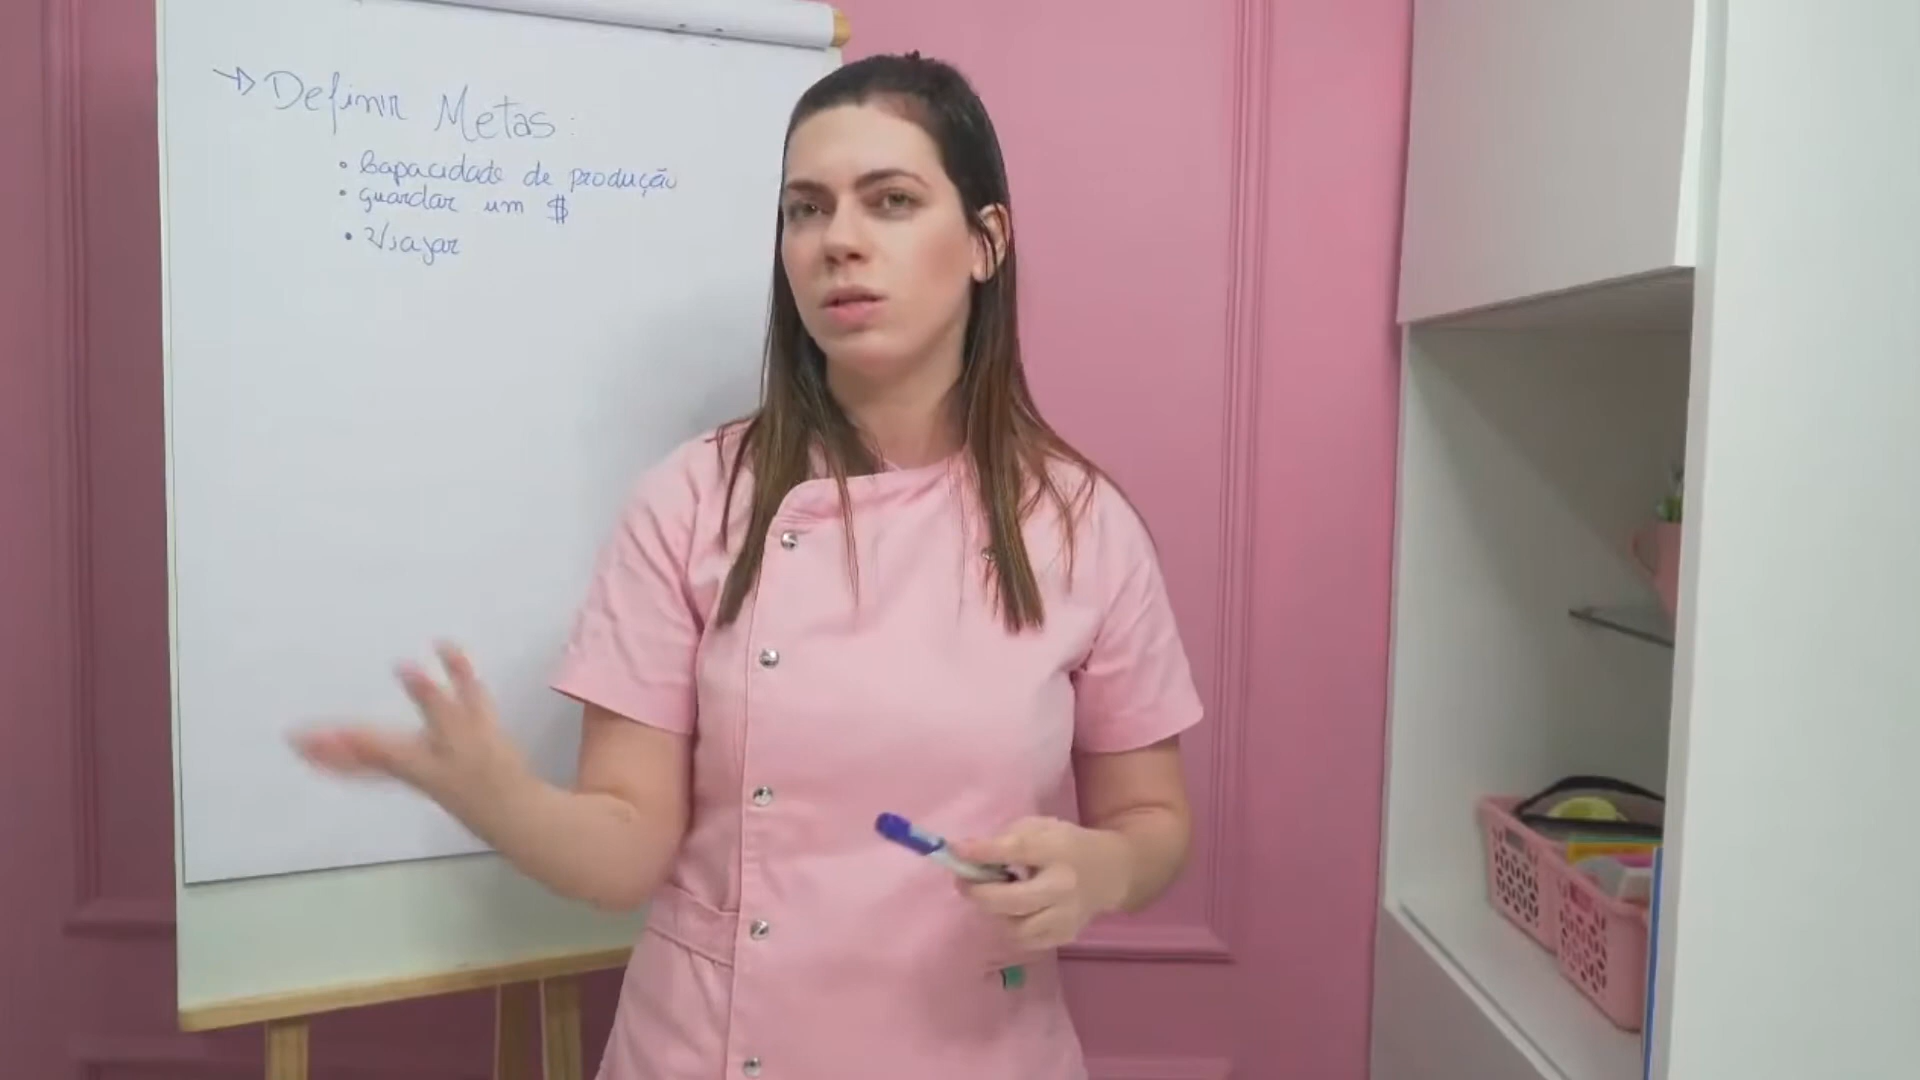 → Definir Metas:
• Capacidade de produção
• guardar um $
• Viajar